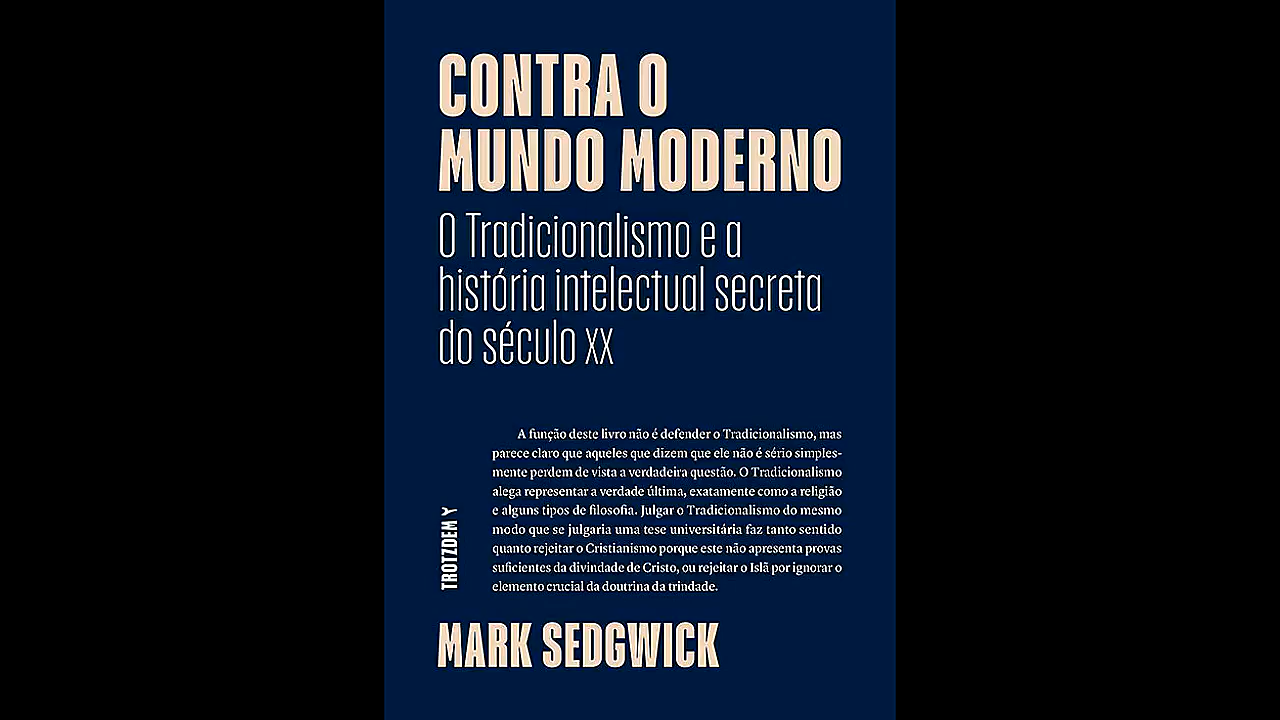 CONTRA O
MUNDO MODERNO
O Tradicionalismo e a
história intelectual secreta
do século XX
A função deste livro não é defender o Tradicionalismo, mas
parece claro que aqueles que dizem que ele não é sério simples-
mente perdem de vista a verdadeira questão. O Tradicionalismo
alega representar a verdade última, exatamente como a religião
e alguns tipos de filosofia. Julgar o Tradicionalismo do mesmo
modo que se julgaria uma tese universitária faz tanto sentido
quanto rejeitar o Cristianismo porque este não apresenta provas
suficientes da divindade de Cristo, ou rejeitar o Islã por ignorar o
elemento crucial da doutrina da trindade.
TROTZDEM Y
MARK SEDGWICK